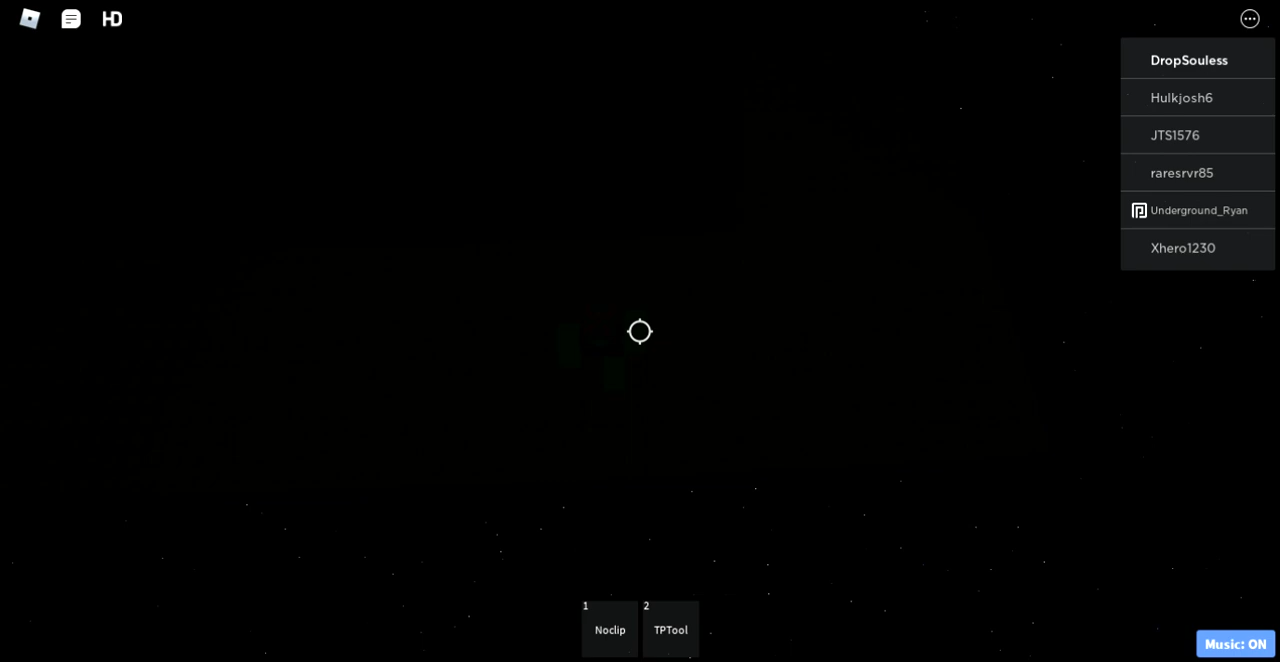 HD
DropSouless
Hulkjosh6
JTS1576
raresrvr85
Underground_Ryan
Xhero1230
1
Noclip
2
TPTool
Music: ON